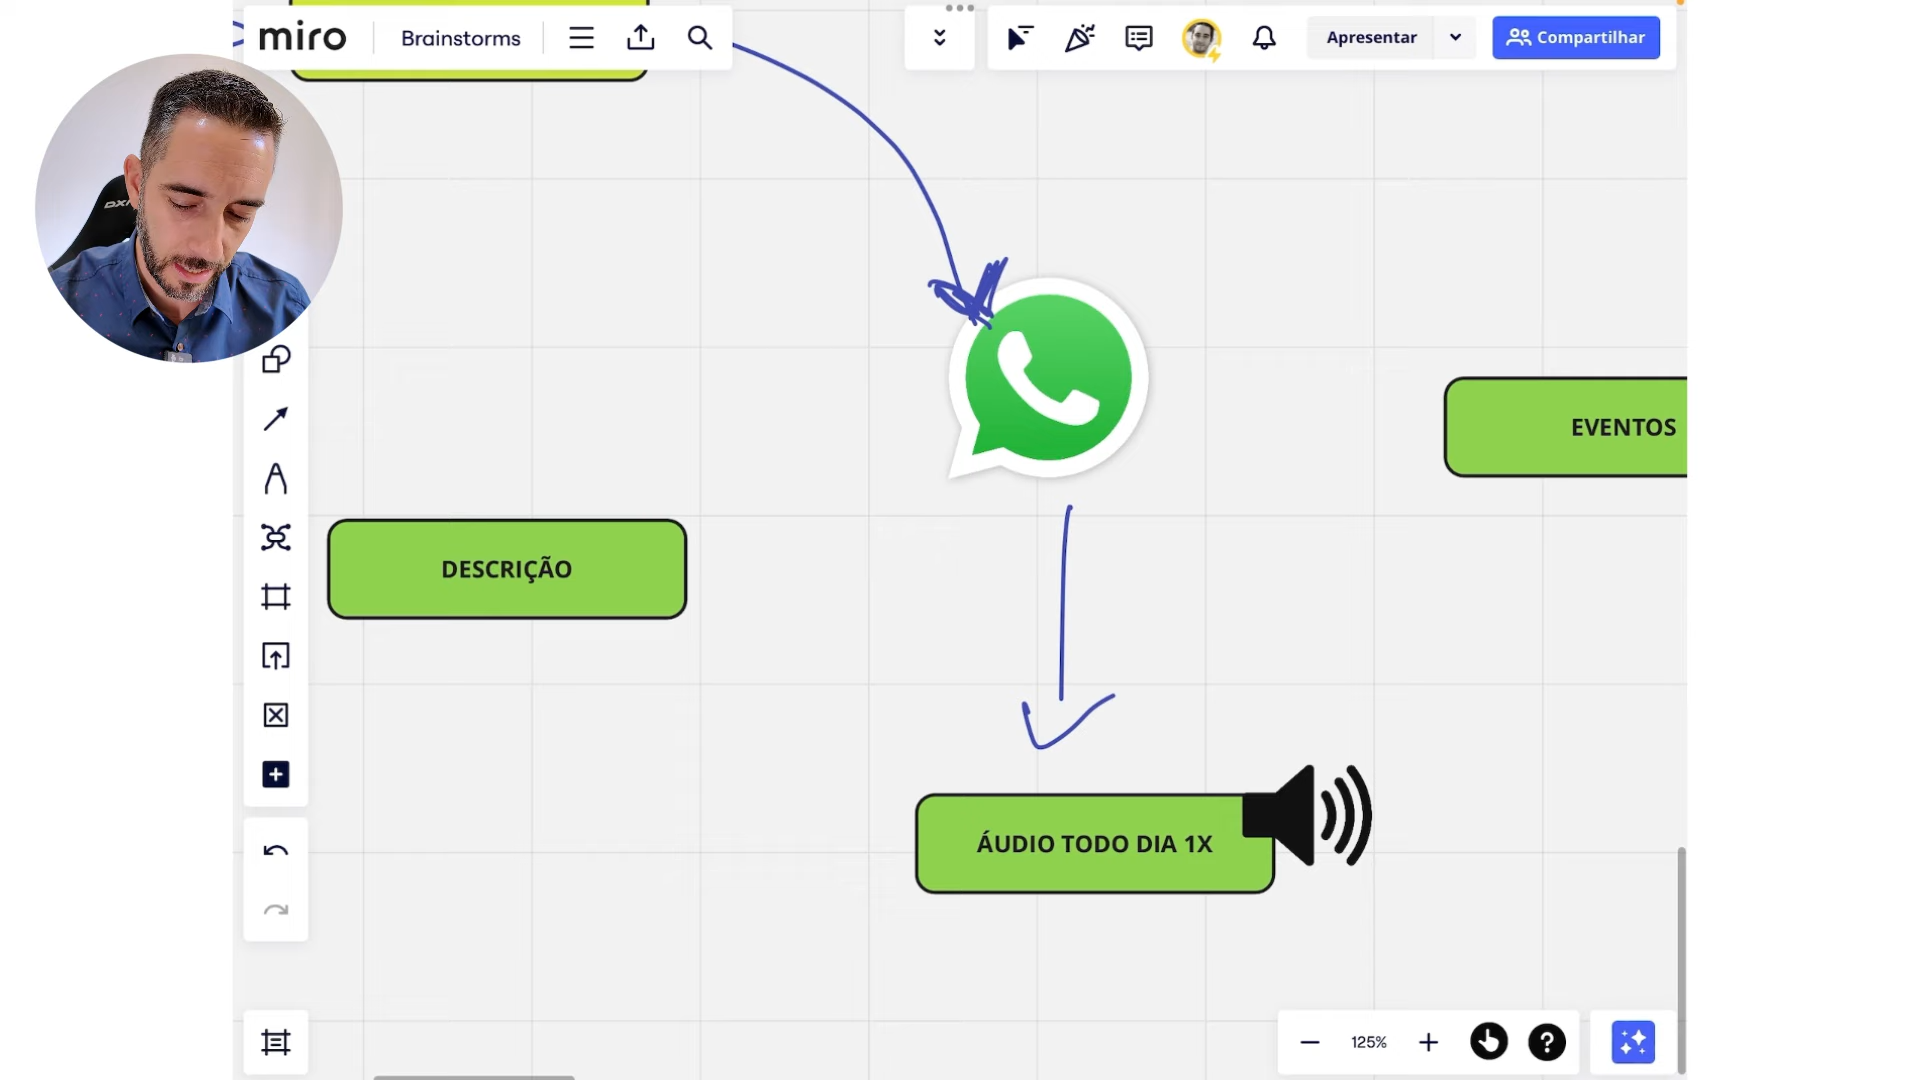 miro
Brainstorms
Apresentar
Compartilhar
EVENTOS
DESCRIÇÃO
ÁUDIO TODO DIA 1X
125%